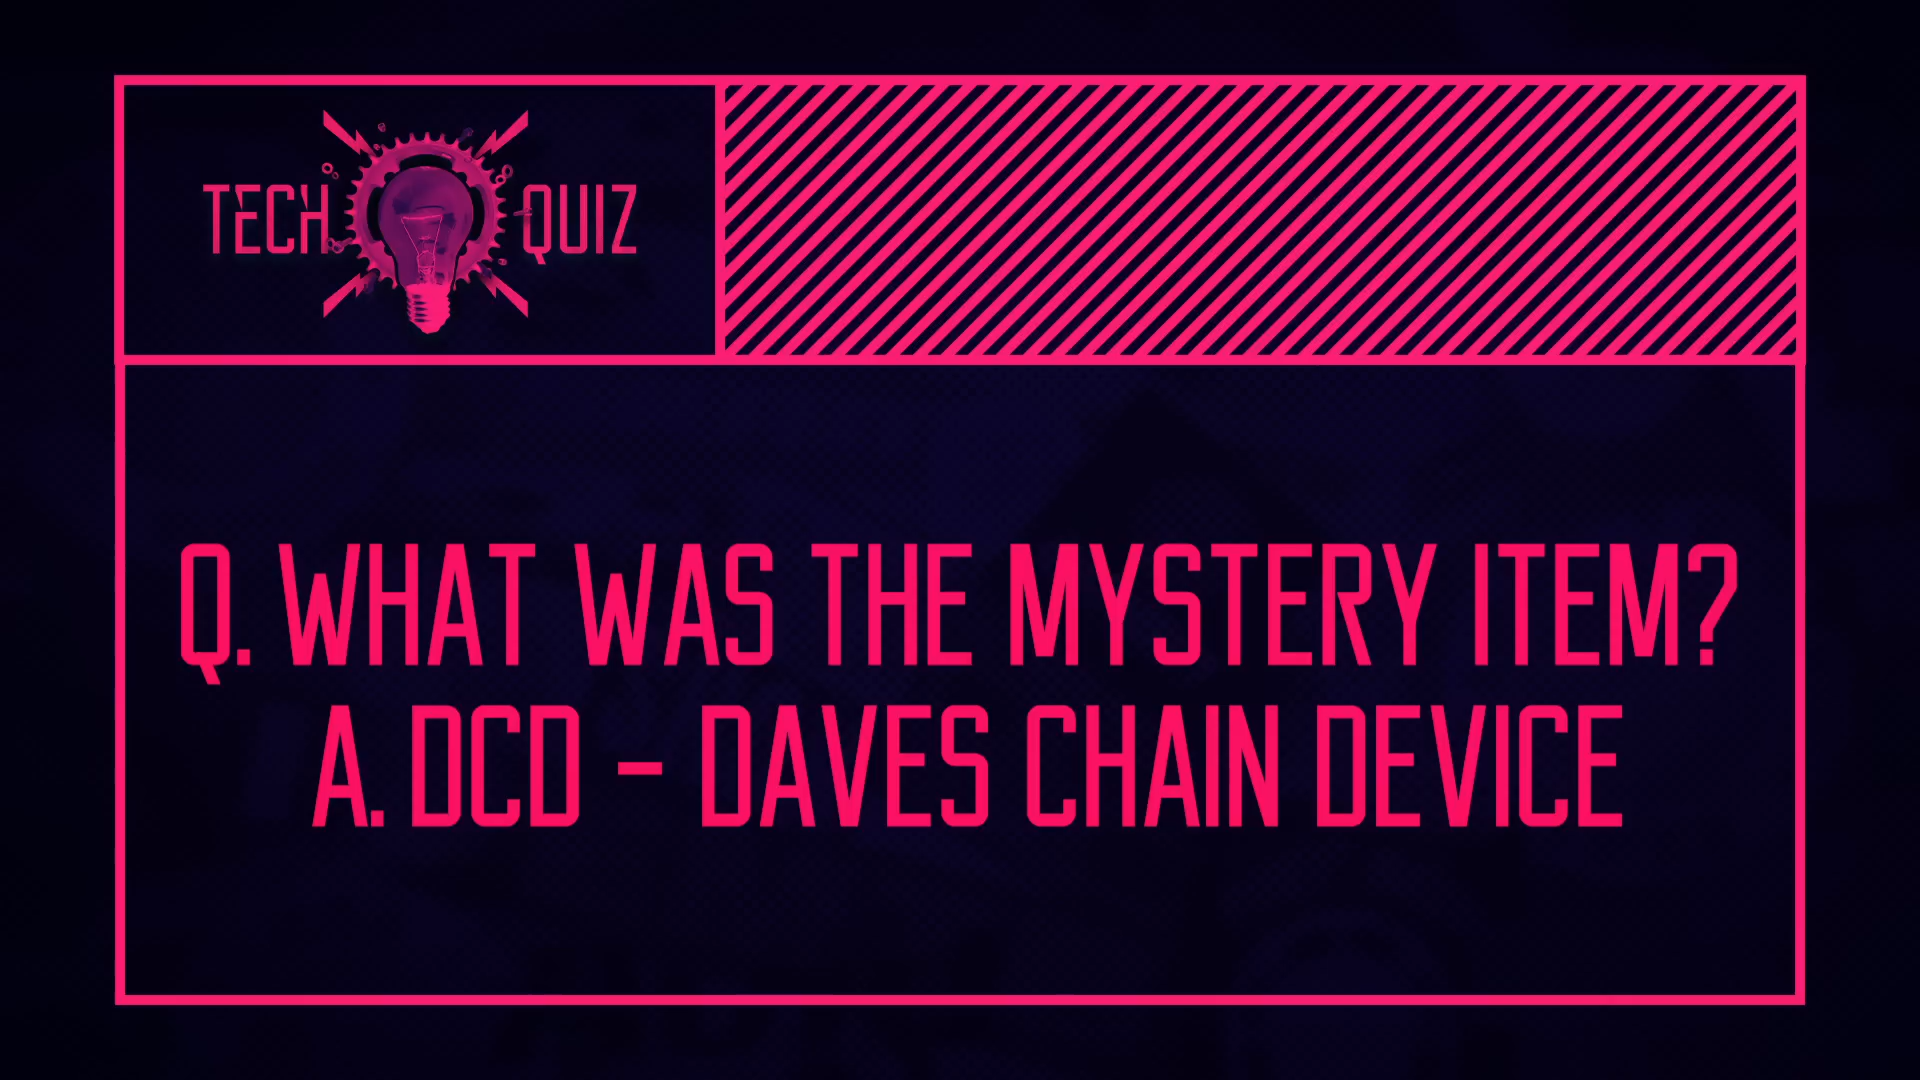 TECH QUIZ
Q. WHAT WAS THE MYSTERY ITEM?
A. DCD - DAVES CHAIN DEVICE